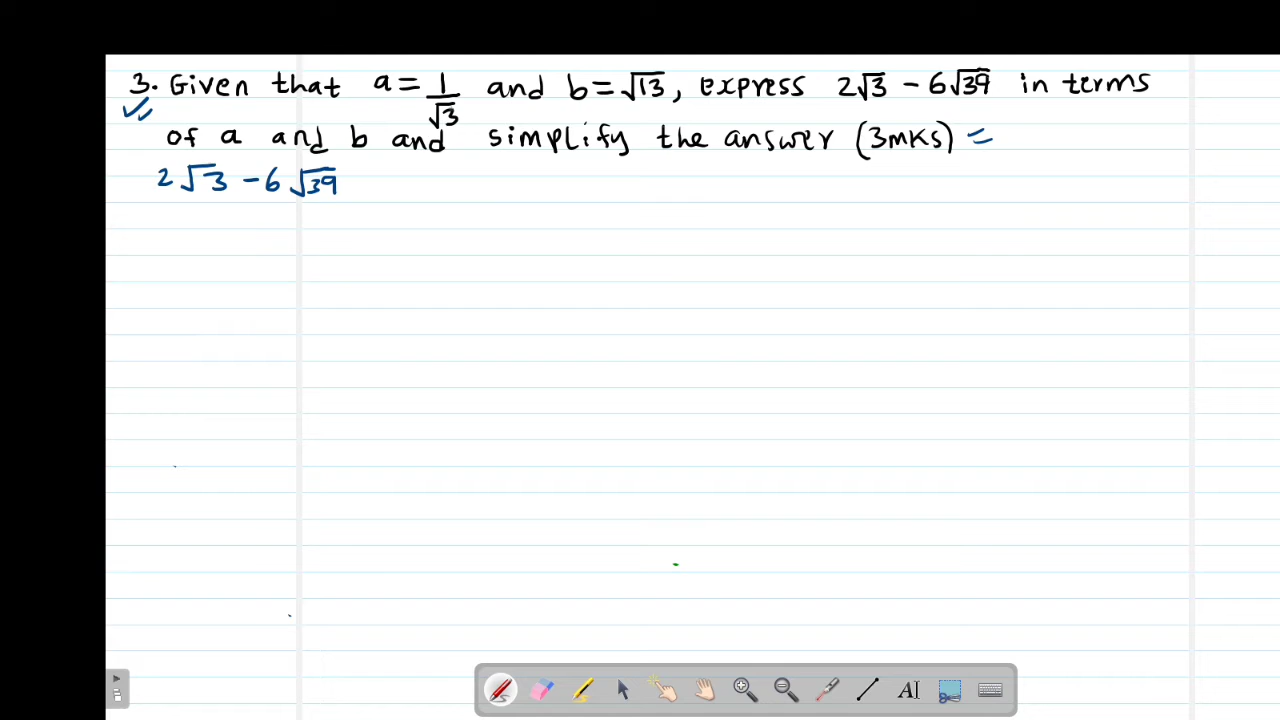 3. Given that a = 1/√3 and b = √13, express 2√3 − 6√39 in terms
of a and b and simplify the answer (3mks) =
2√3 − 6√39
AI